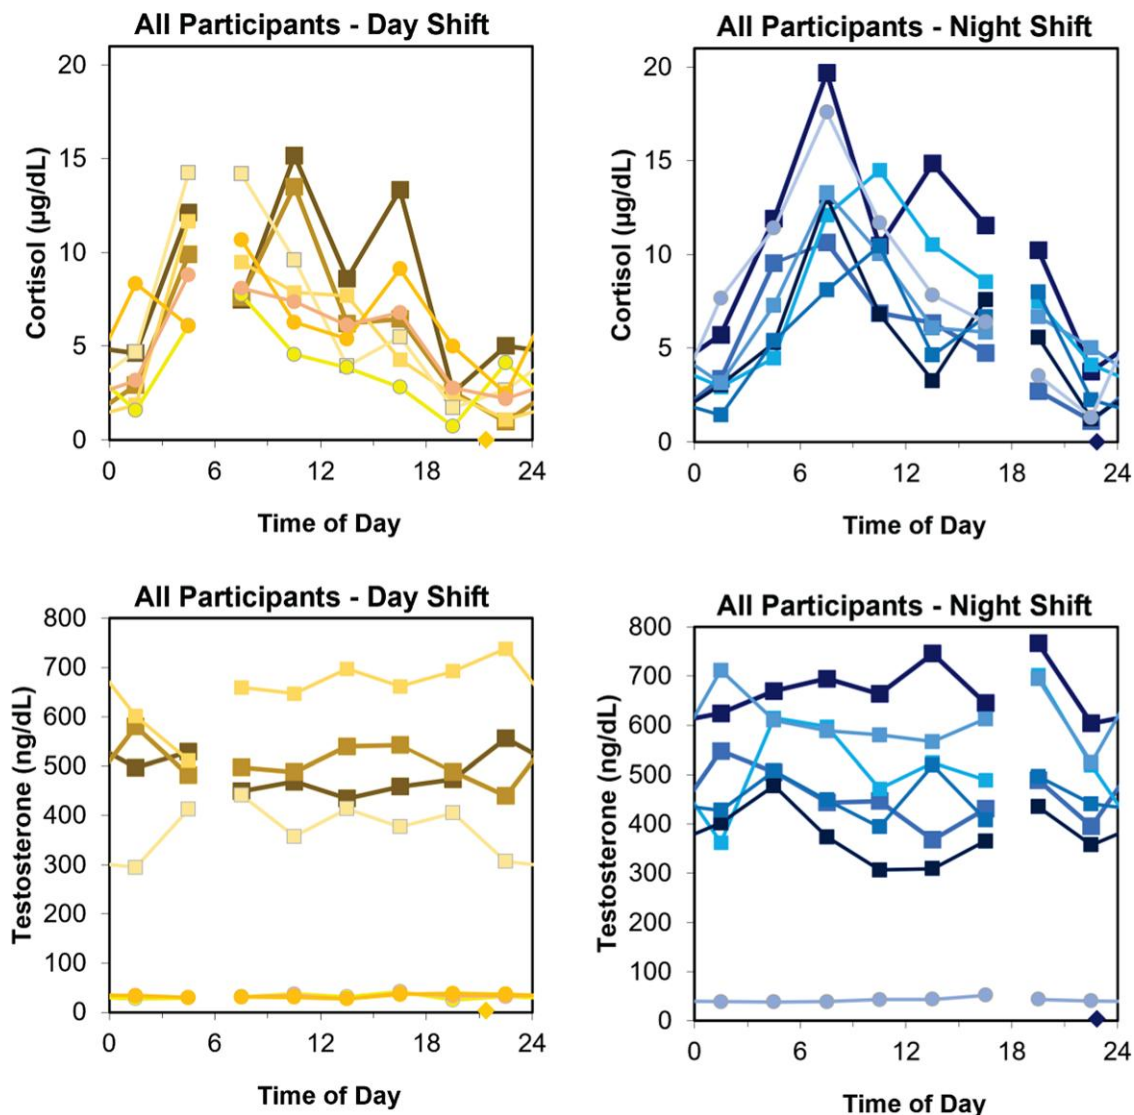 All Participants - Day Shift
20
15
10
5
0
Cortisol (µg/dL)
0 6 12 18 24
Time of Day
All Participants - Night Shift
20
15
10
5
0
Cortisol (µg/dL)
0 6 12 18 24
Time of Day
All Participants - Day Shift
800
700
600
500
400
300
200
100
0
Testosterone (ng/dL)
0 6 12 18 24
Time of Day
All Participants - Night Shift
800
700
600
500
400
300
200
100
0
Testosterone (ng/dL)
0 6 12 18 24
Time of Day